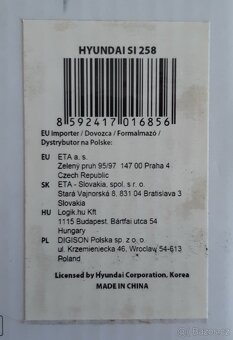 HYUNDAI SI 258
8 592417 016856
EU Importer / Dovozca / Formalmazó /
Dystrybutor na Polske:
EU ETA a. s.
Zelený pruh 95/97 147 00 Praha 4
Czech Republic
SK ETA - Slovakia, spol. s r. o.
Stará Vajnorská 8, 831 04 Bratislava 3
Slovakia
HU Logik.hu Kft
1115 Budapest. Bártfai utca 54
Hungary
PL DIGISON Polska sp. z o. o.
ul. Krzemieniecka 46, Wroclaw 54-613
Poland
Licensed by Hyundai Corporation, Korea
MADE IN CHINA